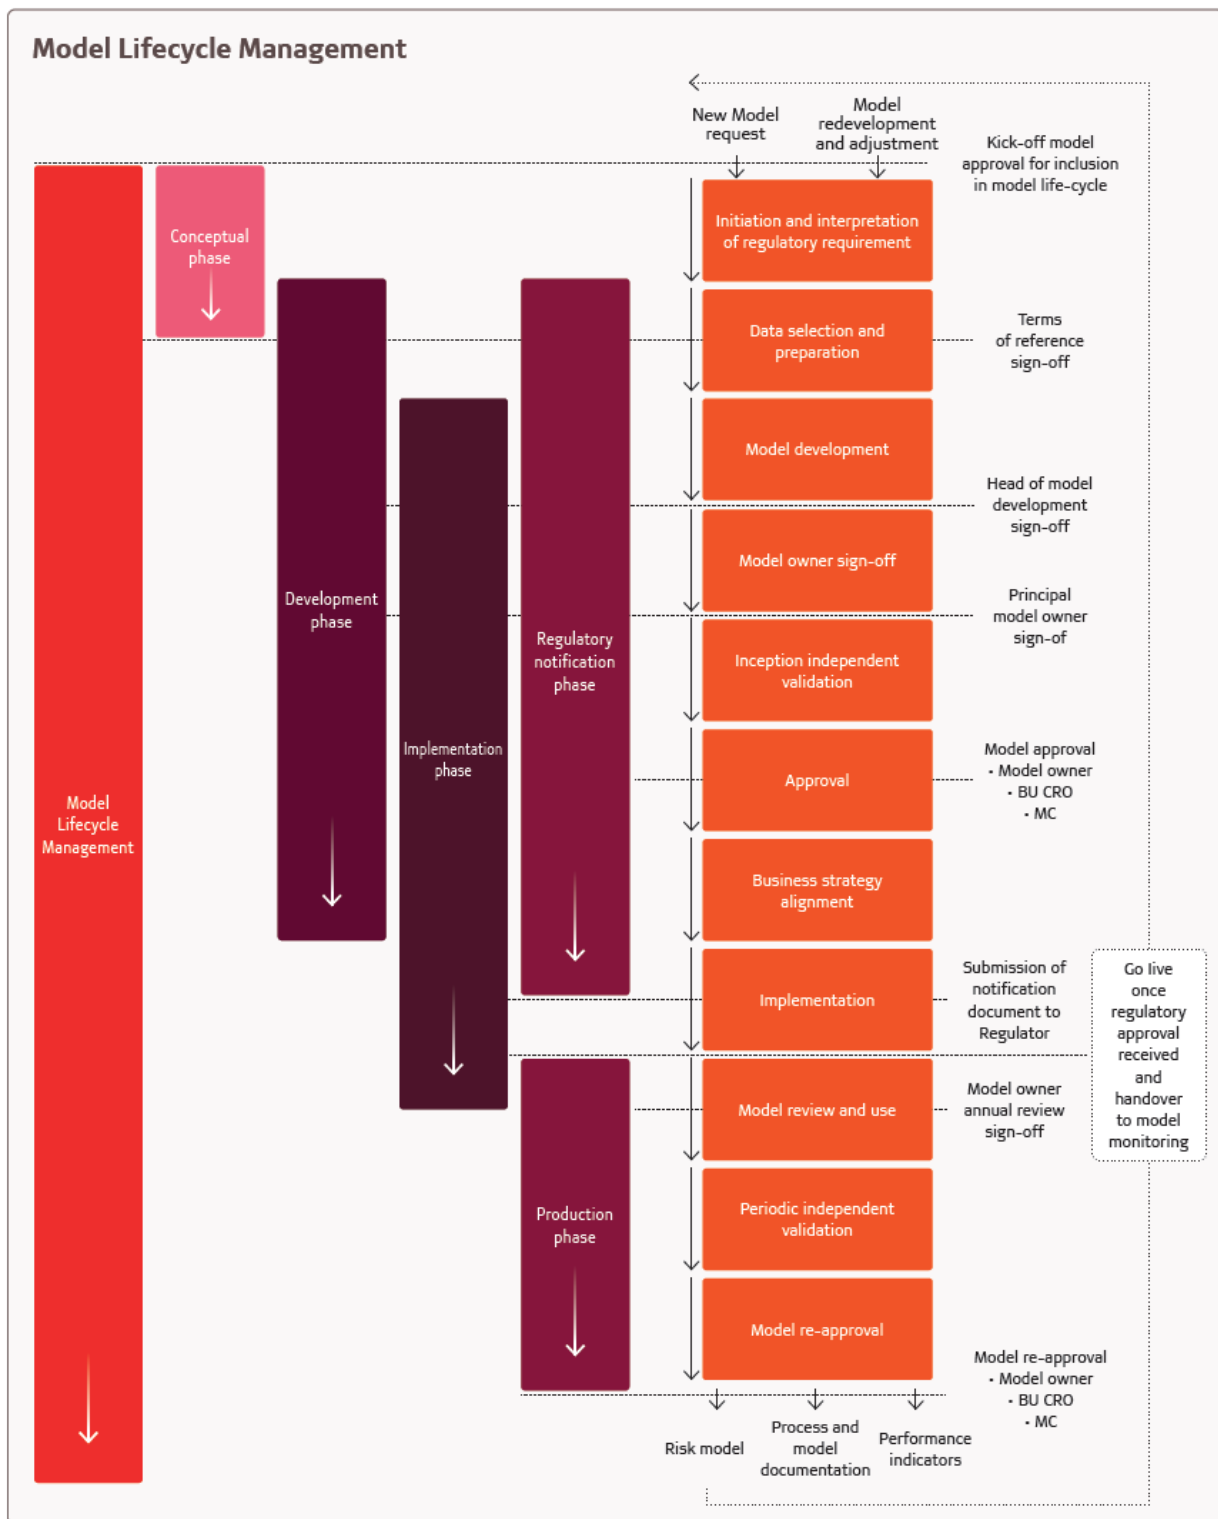 Model Lifecycle Management
New Model
request
Model
redevelopment
and adjustment
Kick-off model
approval for inclusion
in model life-cycle
Conceptual
phase
Initiation and interpretation
of regulatory requirement
Data selection and
preparation
Terms
of reference
sign-off
Model development
Head of model
development
sign-off
Model owner sign-off
Development
phase
Principal
model owner
sign-of
Regulatory
notification
phase
Inception independent
validation
Implementation
phase
Approval
Model approval
• Model owner
• BU CRO
• MC
Model
Lifecycle
Management
Business strategy
alignment
Implementation
Submission of
notification
document to
Regulator
Go live
once
regulatory
approval
received
and
handover
to model
monitoring
Model review and use
Model owner
annual review
sign-off
Production
phase
Periodic independent
validation
Model re-approval
Model re-approval
• Model owner
• BU CRO
• MC
Risk model
Process and
model
documentation
Performance
indicators